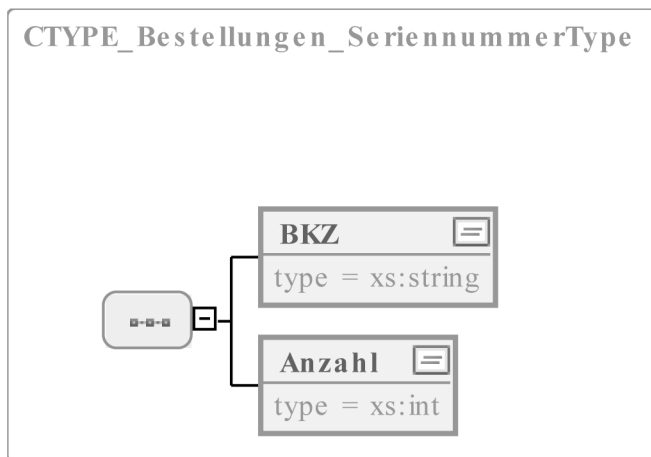 CTYPE_Bestellungen_SeriennummerType
BKZ
type = xs:string
Anzahl
type = xs:int